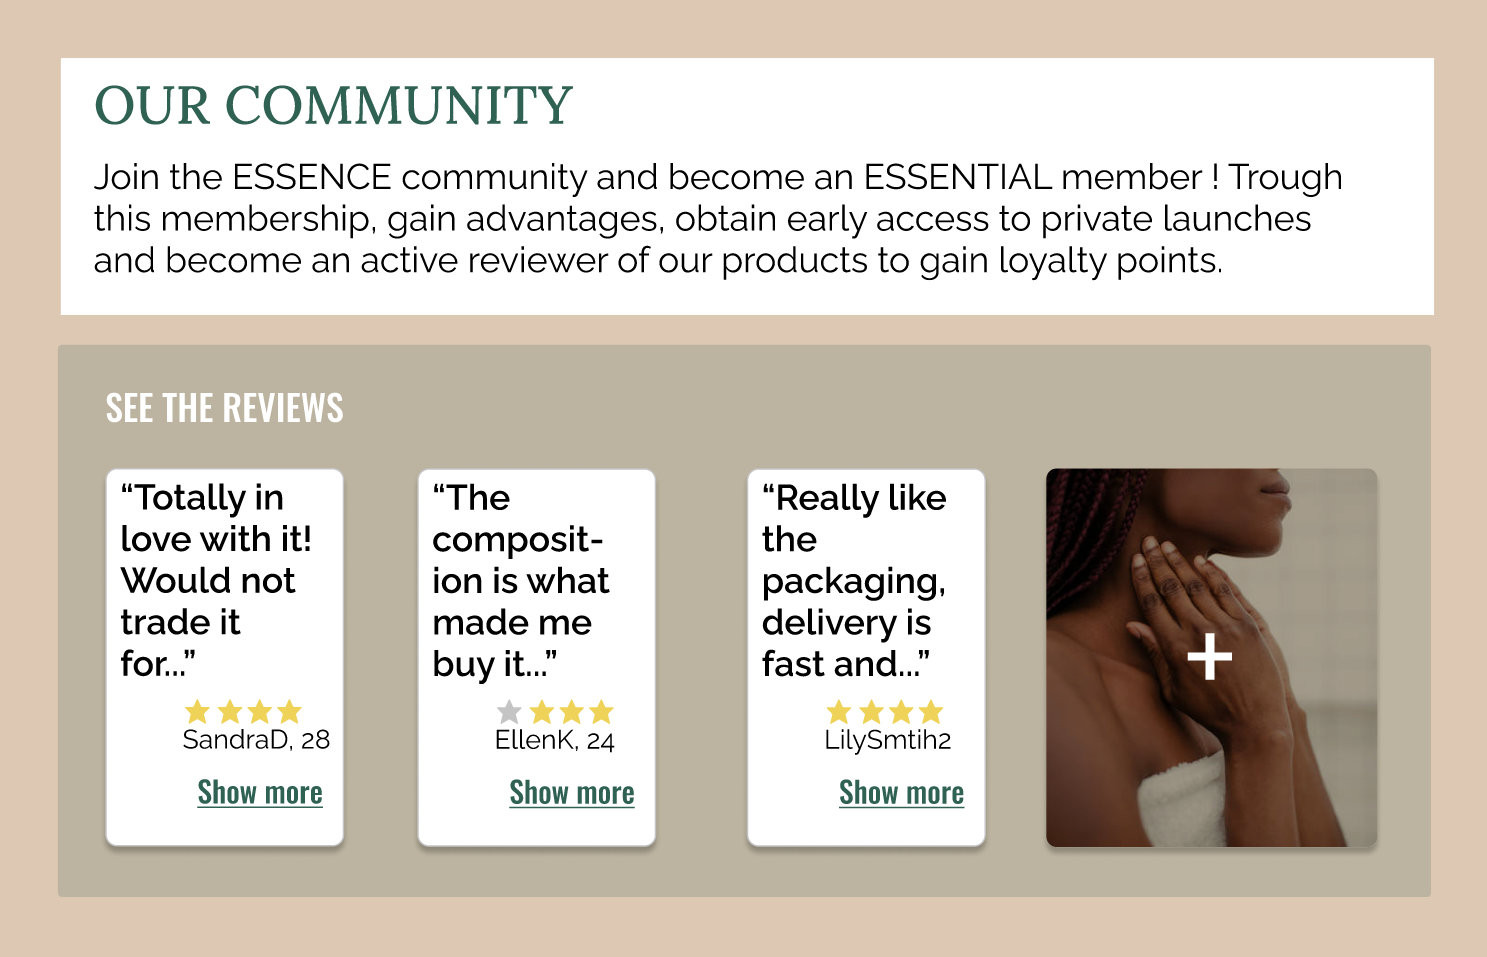 OUR COMMUNITY
Join the ESSENCE community and become an ESSENTIAL member ! Trough
this membership, gain advantages, obtain early access to private launches
and become an active reviewer of our products to gain loyalty points.
SEE THE REVIEWS
“Totally in
love with it!
Would not
trade it
for...”
SandraD, 28
Show more
“The
composit-
ion is what
made me
buy it...”
EllenK, 24
Show more
“Really like
the
packaging,
delivery is
fast and...”
LilySmtih2
Show more
+